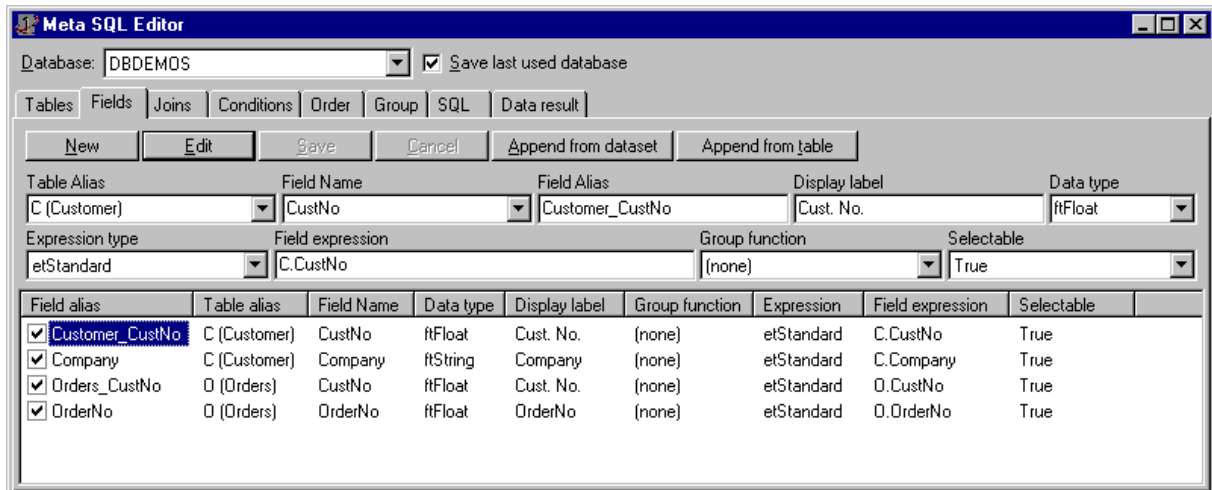 Meta SQL Editor
Database: DBDEMOS Save last used database
Tables Fields Joins Conditions Order Group SQL Data result
New Edit Save Cancel Append from dataset Append from table
Table Alias Field Name Field Alias Display label Data type
C (Customer) CustNo Customer_CustNo Cust. No. ftFloat
Expression type Field expression Group function Selectable
etStandard C.CustNo (none) True
Field alias Table alias Field Name Data type Display label Group function Expression Field expression Selectable
Customer_CustNo C (Customer) CustNo ftFloat Cust. No. (none) etStandard C.CustNo True
Company C (Customer) Company ftString Company (none) etStandard C.Company True
Orders_CustNo O (Orders) CustNo ftFloat Cust. No. (none) etStandard O.CustNo True
OrderNo O (Orders) OrderNo ftFloat OrderNo (none) etStandard O.OrderNo True